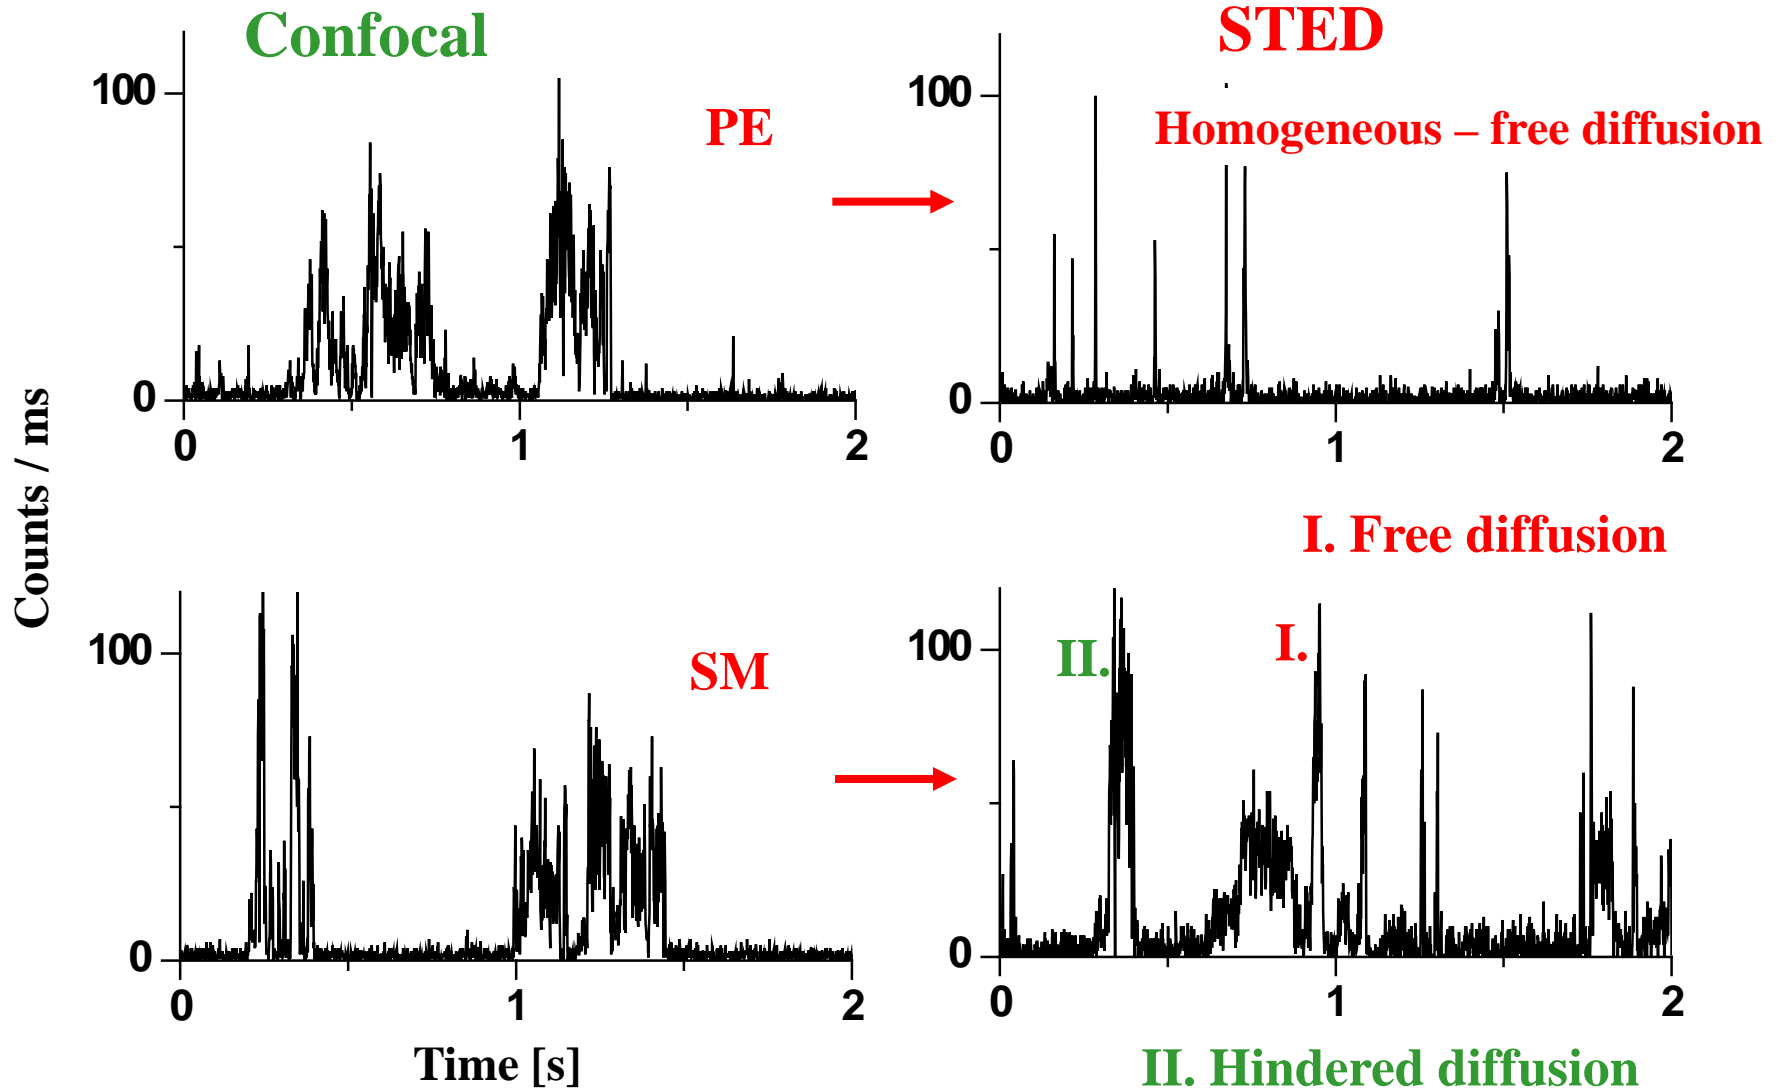 Confocal
STED
100
PE
100
Homogeneous – free diffusion
0
0
0
1
2
0
1
2
Counts / ms
I. Free diffusion
100
SM
100
II.
I.
0
0
0
1
2
0
1
2
Time [s]
II. Hindered diffusion